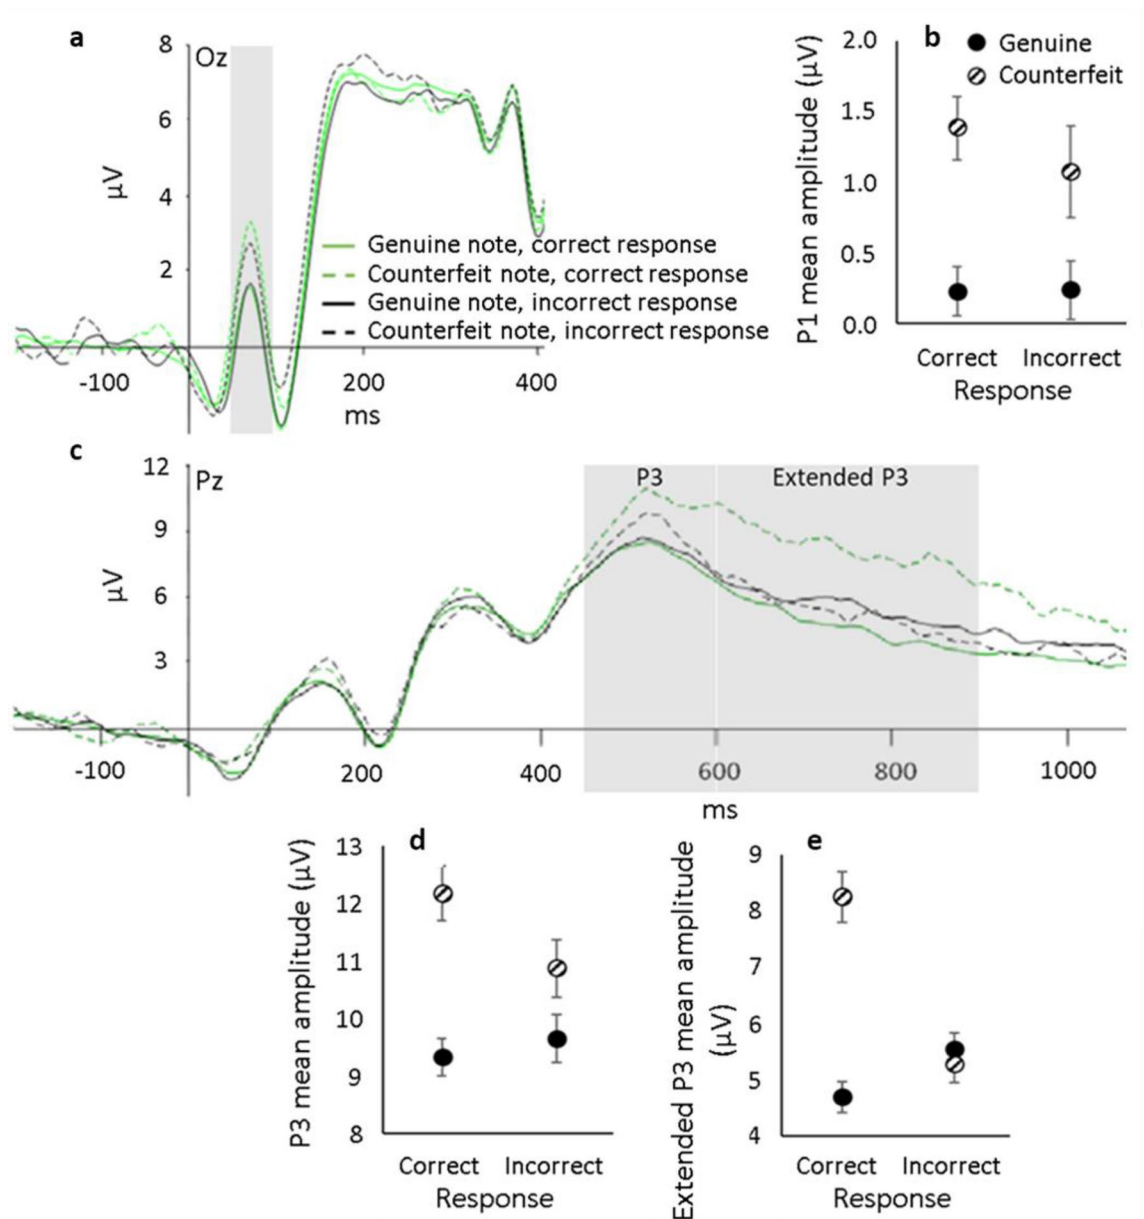 a
8
Oz
6
μV
4
2
-100
200
400
ms
Genuine note, correct response
Counterfeit note, correct response
Genuine note, incorrect response
Counterfeit note, incorrect response
b
Genuine
Counterfeit
P1 mean amplitude (μV)
2.0
1.5
1.0
0.5
0.0
Correct Incorrect
Response
c
12
Pz
P3
Extended P3
9
μV
6
3
-100
200
400
600
800
1000
ms
d
P3 mean amplitude (μV)
13
12
11
10
9
8
Correct Incorrect
Response
e
Extended P3 mean amplitude
(μV)
9
8
7
6
5
4
Correct Incorrect
Response